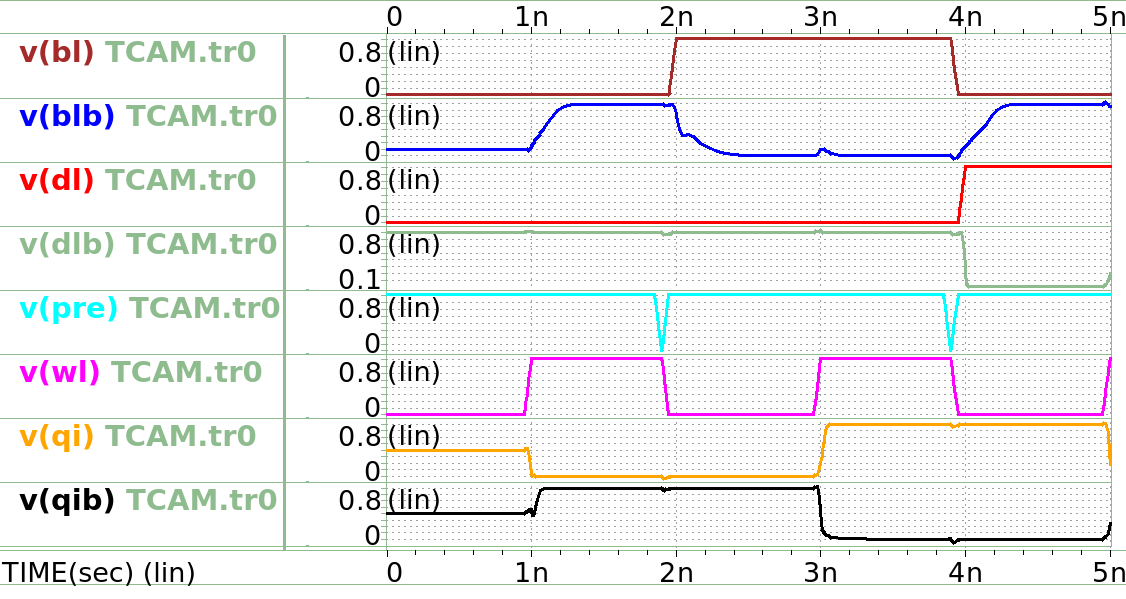 0 1n 2n 3n 4n 5n
v(bl) TCAM.tr0 0.8 (lin)
0
v(blb) TCAM.tr0 0.8 (lin)
0
v(dl) TCAM.tr0 0.8 (lin)
0
v(dlb) TCAM.tr0 0.8 (lin)
0.1
v(pre) TCAM.tr0 0.8 (lin)
0
v(wl) TCAM.tr0 0.8 (lin)
0
v(qi) TCAM.tr0 0.8 (lin)
0
v(qib) TCAM.tr0 0.8 (lin)
0
TIME(sec) (lin) 0 1n 2n 3n 4n 5n